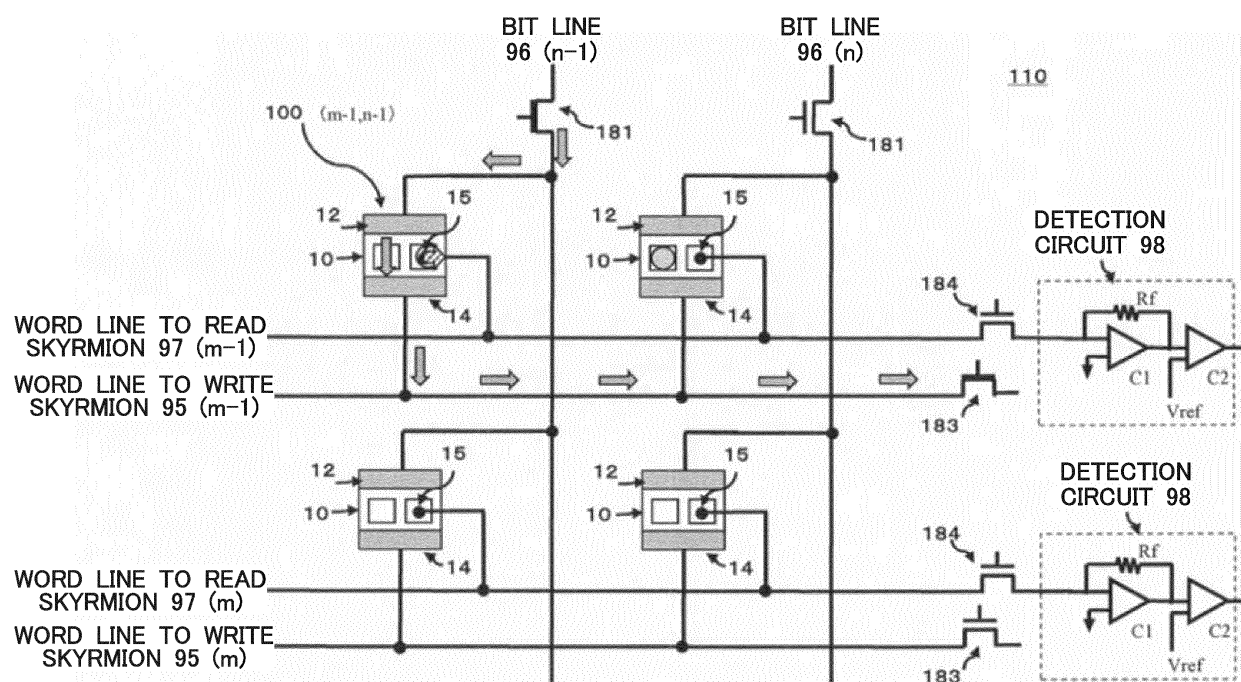 BIT LINE
96 (n-1)
BIT LINE
96 (n)
110
100 (m-1,n-1)
181
181
12
15
15
10
10
14
14
DETECTION
CIRCUIT 98
184
Rf
C1
C2
Vref
WORD LINE TO READ
SKYRMION 97 (m-1)
WORD LINE TO WRITE
SKYRMION 95 (m-1)
183
12
15
12
15
10
10
14
14
DETECTION
CIRCUIT 98
184
Rf
C1
C2
Vref
WORD LINE TO READ
SKYRMION 97 (m)
WORD LINE TO WRITE
SKYRMION 95 (m)
183